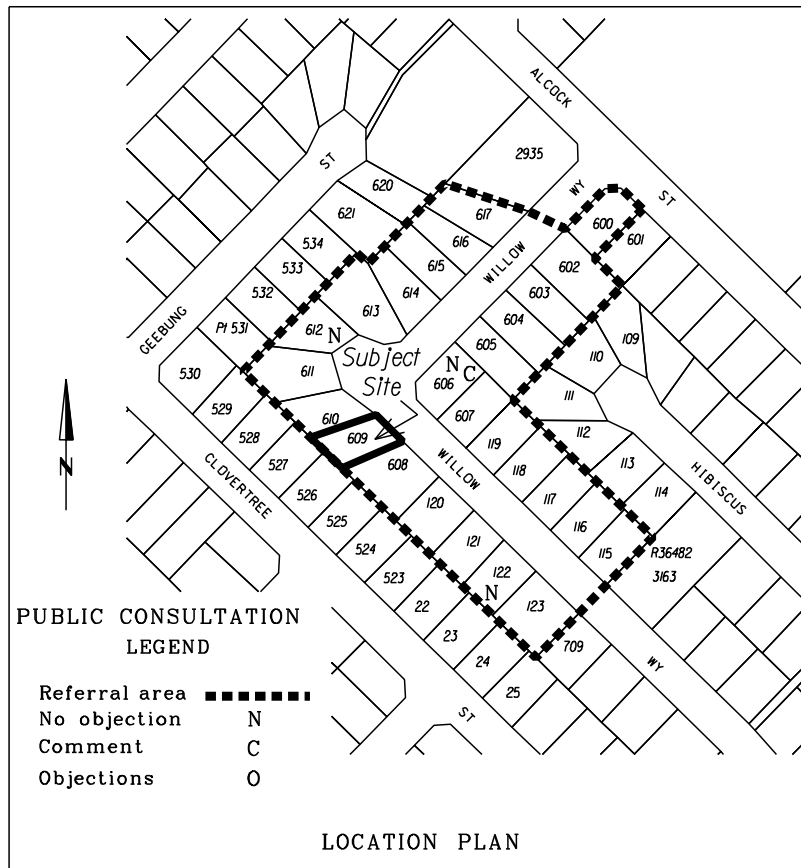 ALCOCK
ST
2935
ST
620
WY
617
600
621
601
616
534
WILLOW
602
615
533
603
614
532
613
604
109
GEEBUNG
Pt 531
612
N
605
110
Subject
Site
N
C
530
611
606
111
529
610
607
112
528
609
119
113
527
608
WILLOW
118
114
HIBISCUS
N
CLOVERTREE
526
120
117
525
121
116
524
122
115
R36482
3163
523
N
123
22
23
709
WY
24
25
ST
PUBLIC CONSULTATION
LEGEND
Referral area
No objection N
Comment C
Objections O
LOCATION PLAN